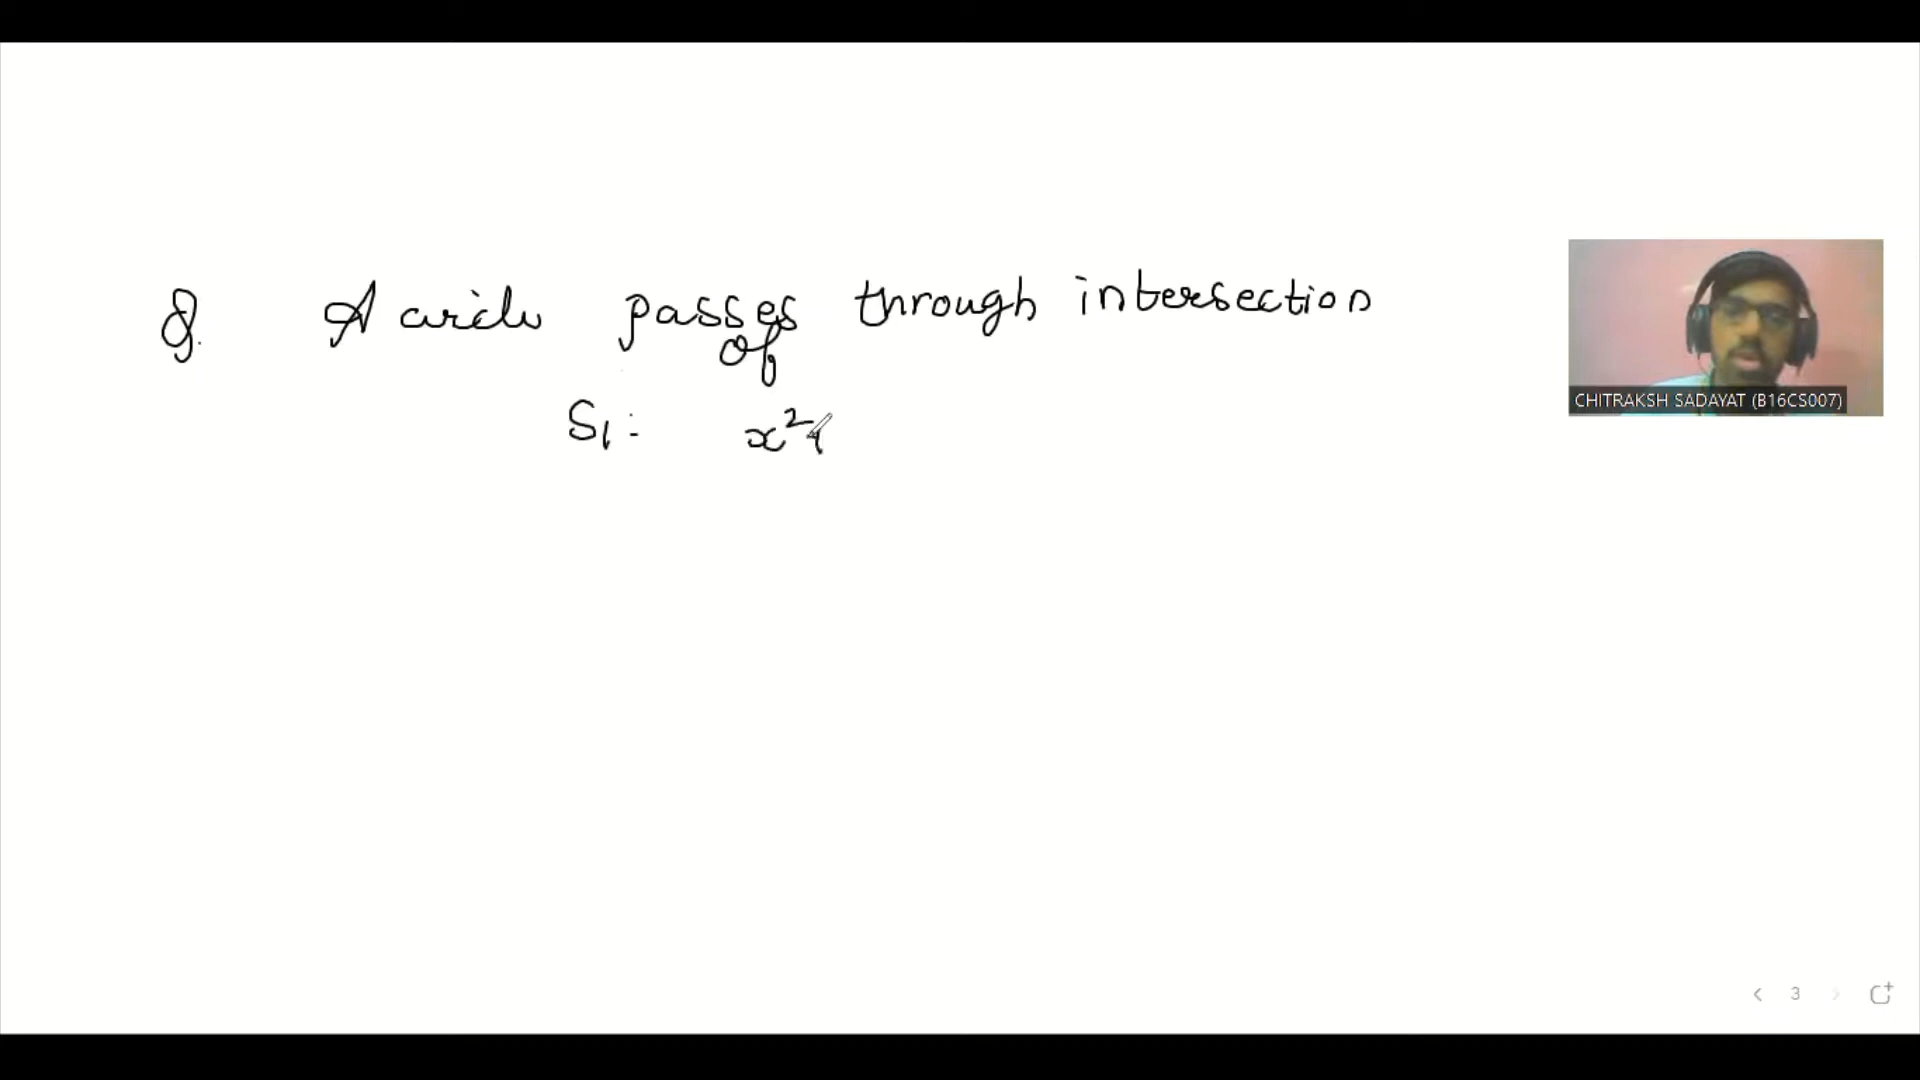 Q. A circle passes through intersection
of
S1: x²+
CHITRAKSH SADAYAT (B16CS007)
< 3 >